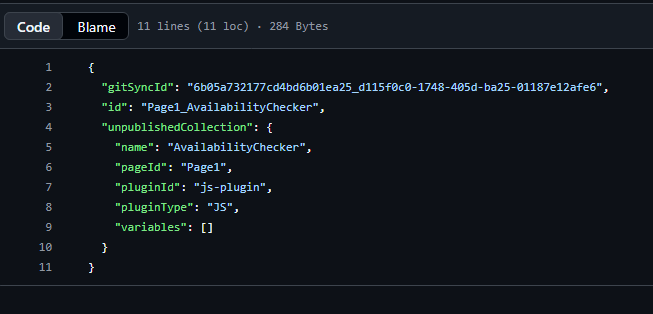 Code Blame 11 lines (11 loc) · 284 Bytes
1 {
2 "gitSyncId": "6b05a732177cd4bd6b01ea25_d115f0c0-1748-405d-ba25-01187e12afe6",
3 "id": "Page1_AvailabilityChecker",
4 "unpublishedCollection": {
5 "name": "AvailabilityChecker",
6 "pageId": "Page1",
7 "pluginId": "js-plugin",
8 "pluginType": "JS",
9 "variables": []
10 }
11 }